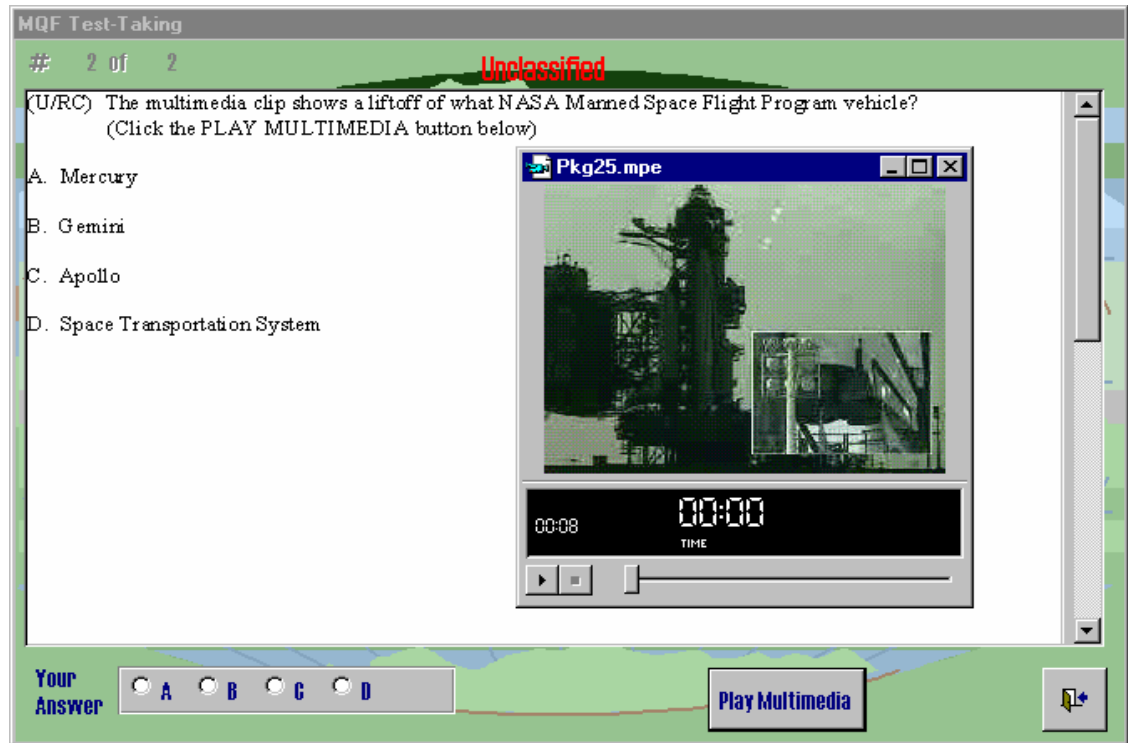 MQF Test-Taking
# 2 of 2
Unclassified
(U/RC) The multimedia clip shows a liftoff of what NASA Manned Space Flight Program vehicle?
(Click the PLAY MULTIMEDIA button below)
Pkg25.mpe
A. Mercury
B. Gemini
C. Apollo
D. Space Transportation System
00:08
00:00
TIME
Your Answer
A B C D
Play Multimedia